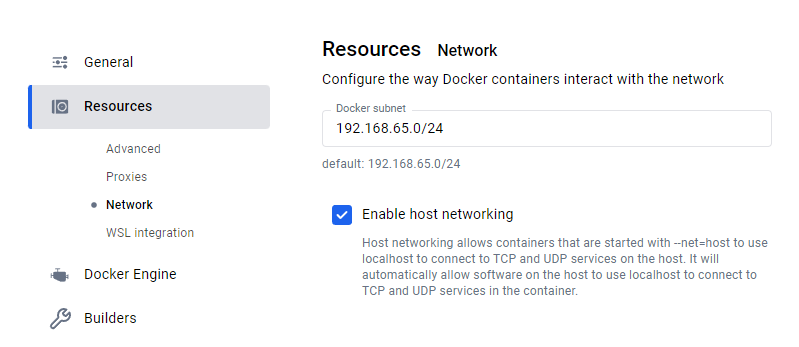 General
Resources
Advanced
Proxies
Network
WSL integration
Docker Engine
Builders
Resources Network
Configure the way Docker containers interact with the network
Docker subnet
192.168.65.0/24
default: 192.168.65.0/24
Enable host networking
Host networking allows containers that are started with --net=host to use
localhost to connect to TCP and UDP services on the host. It will
automatically allow software on the host to use localhost to connect to
TCP and UDP services in the container.